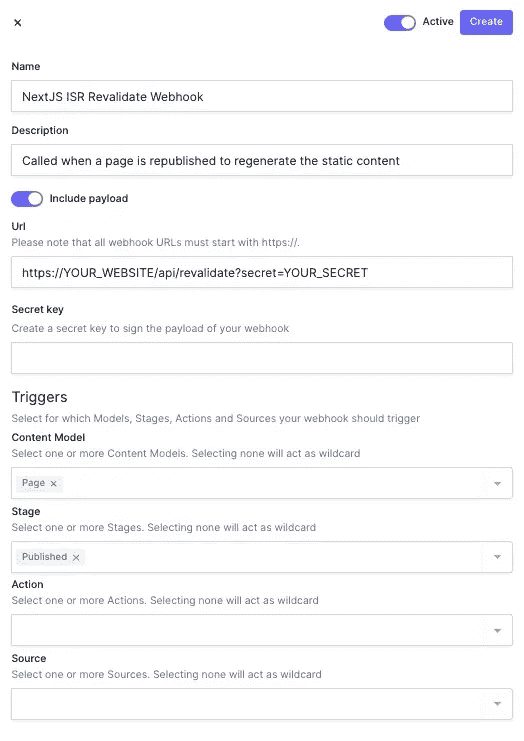 Active Create
Name
NextJS ISR Revalidate Webhook
Description
Called when a page is republished to regenerate the static content
Include payload
Url
Please note that all webhook URLs must start with https://.
https://YOUR_WEBSITE/api/revalidate?secret=YOUR_SECRET
Secret key
Create a secret key to sign the payload of your webhook
Triggers
Select for which Models, Stages, Actions and Sources your webhook should trigger
Content Model
Select one or more Content Models. Selecting none will act as wildcard
Page
Stage
Select one or more Stages. Selecting none will act as wildcard
Published
Action
Select one or more Actions. Selecting none will act as wildcard
Source
Select one or more Sources. Selecting none will act as wildcard